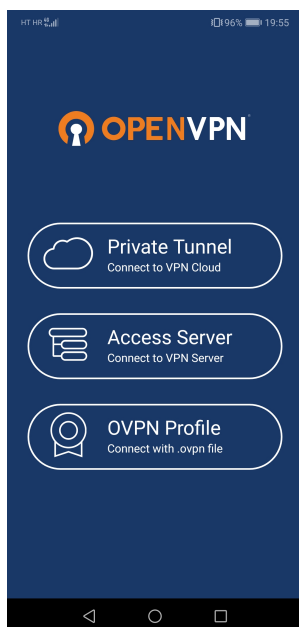 HT HR 96% 19:55
OPENVPN
Private Tunnel
Connect to VPN Cloud
Access Server
Connect to VPN Server
OVPN Profile
Connect with .ovpn file